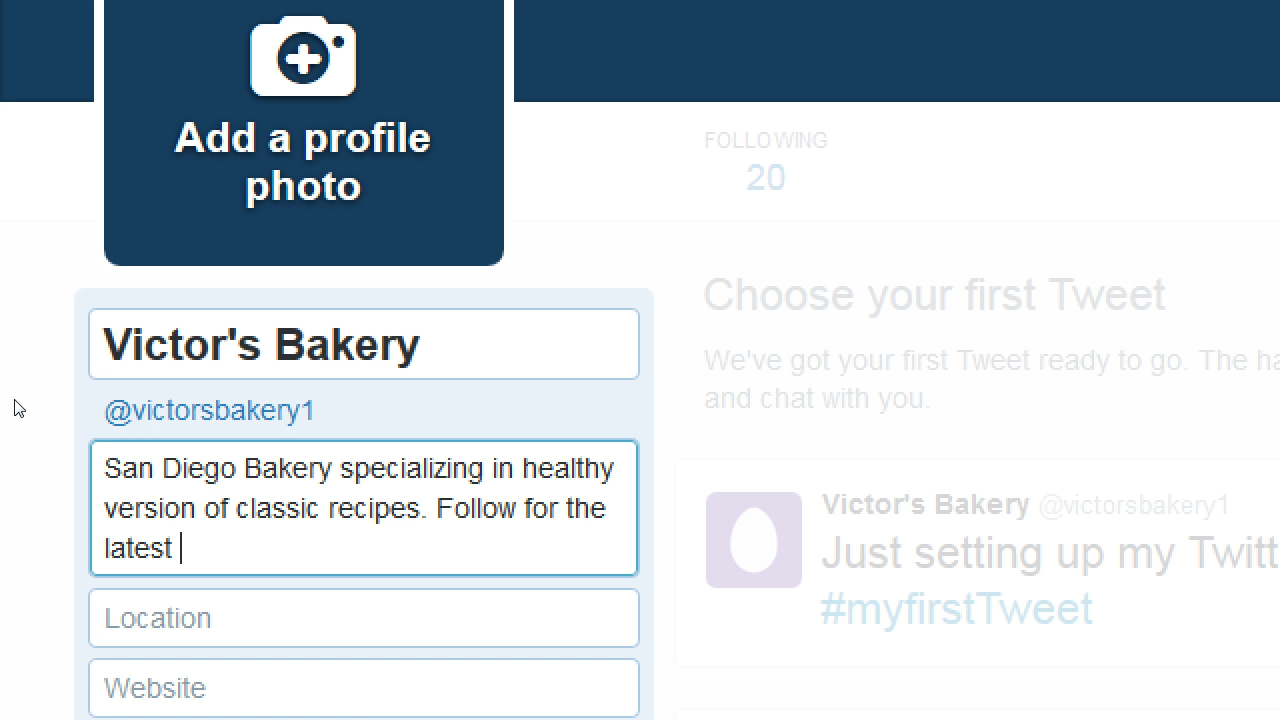 Add a profile
photo
FOLLOWING
20
Victor's Bakery
@victorsbakery1
San Diego Bakery specializing in healthy
version of classic recipes. Follow for the
latest
Location
Website
Choose your first Tweet
We've got your first Tweet ready to go. The
and chat with you.
Victor's Bakery @victorsbakery1
Just setting up my
#myfirstTweet